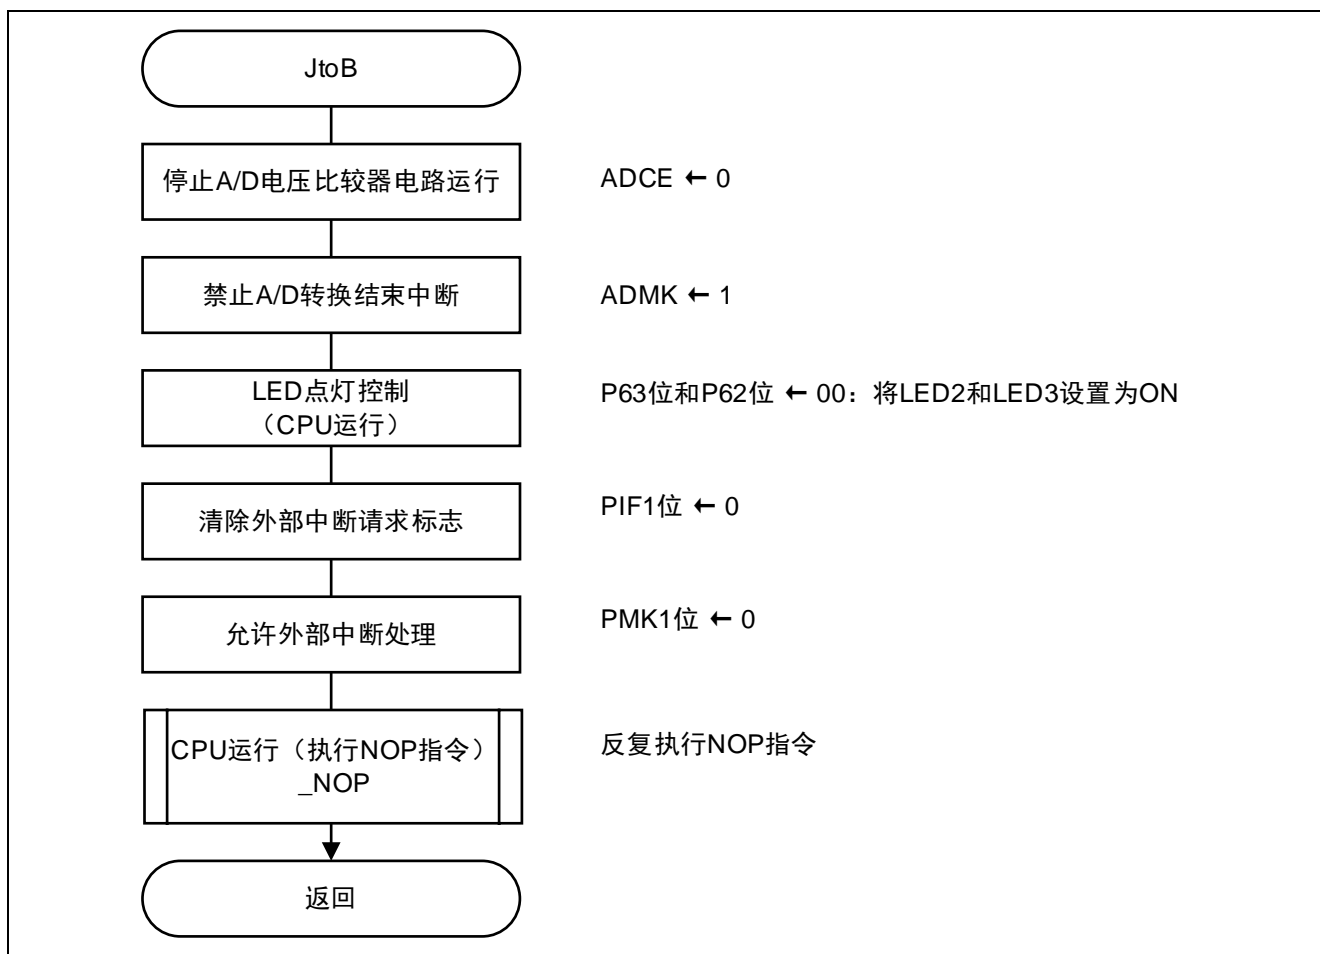 JtoB
停止A/D电压比较器电路运行
ADCE ← 0
禁止A/D转换结束中断
ADMK ← 1
LED点灯控制
（CPU运行）
P63位和P62位 ← 00：将LED2和LED3设置为ON
清除外部中断请求标志
PIF1位 ← 0
允许外部中断处理
PMK1位 ← 0
CPU运行（执行NOP指令）
_NOP
反复执行NOP指令
返回